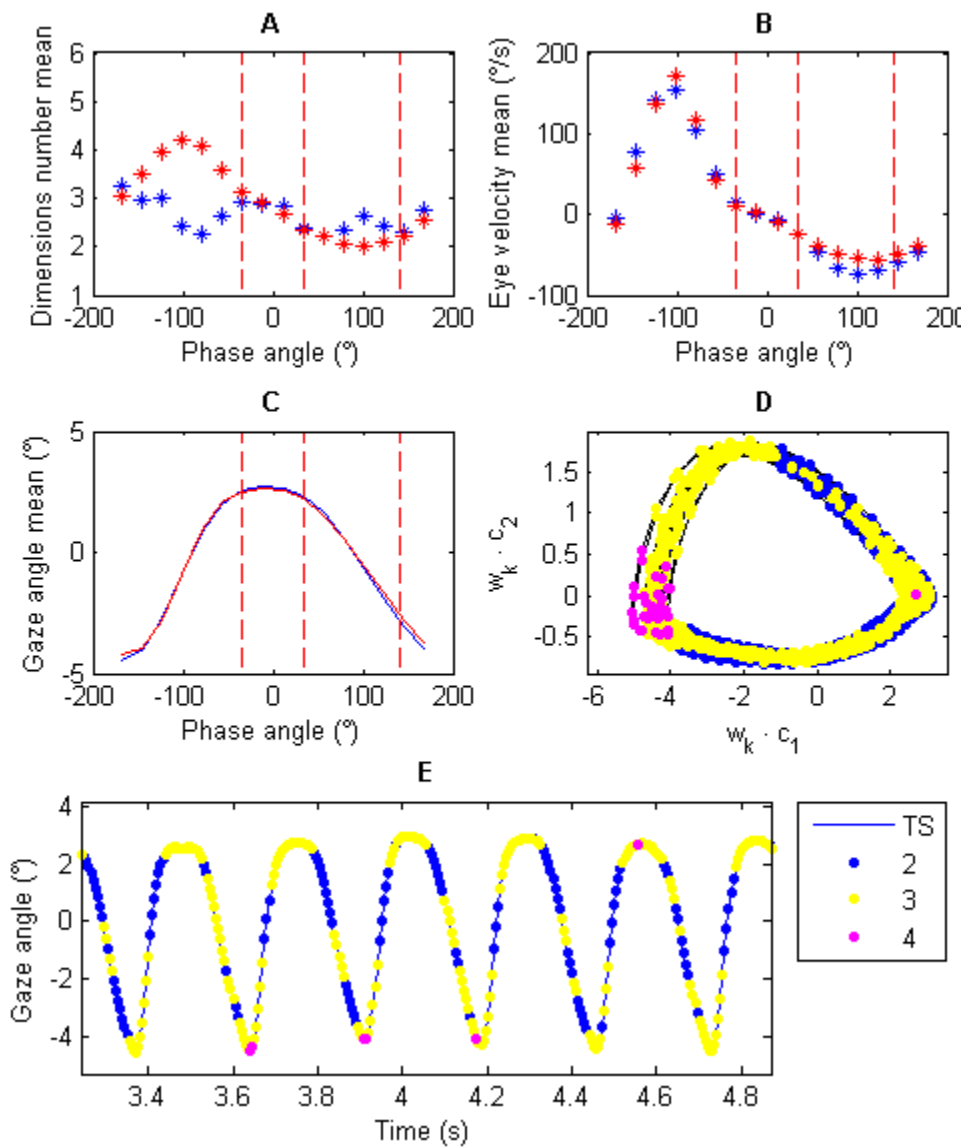 A
Dimensions number mean
6
5
4
3
2
1
-200 -100 0 100 200
Phase angle (°)
B
Eye velocity mean (°/s)
200
100
0
-100
-200 -100 0 100 200
Phase angle (°)
C
Gaze angle mean (°)
5
0
-5
-200 -100 0 100 200
Phase angle (°)
D
w_k · c_2
1.5
1
0.5
0
-0.5
-6 -4 -2 0 2
w_k · c_1
E
Gaze angle (°)
4
2
0
-2
-4
3.4 3.6 3.8 4 4.2 4.4 4.6 4.8
Time (s)
TS
2
3
4